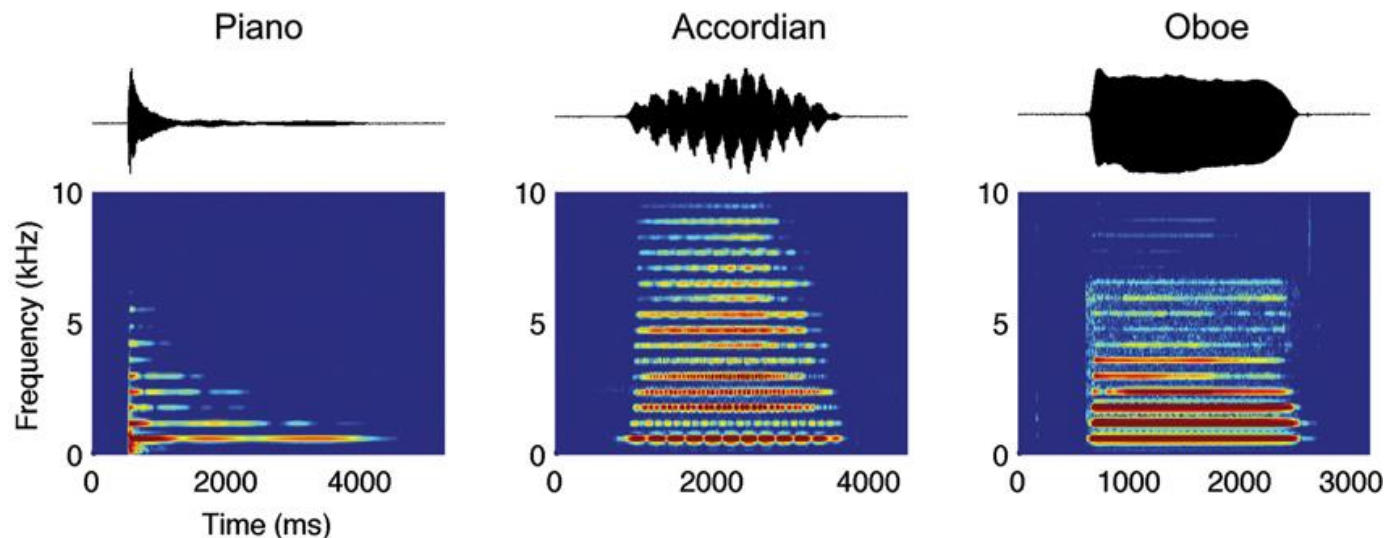 Piano Accordian Oboe
10 10 10
Frequency (kHz)
5 5 5
0 0 0
0 2000 4000 0 2000 4000 0 1000 2000 3000
Time (ms)